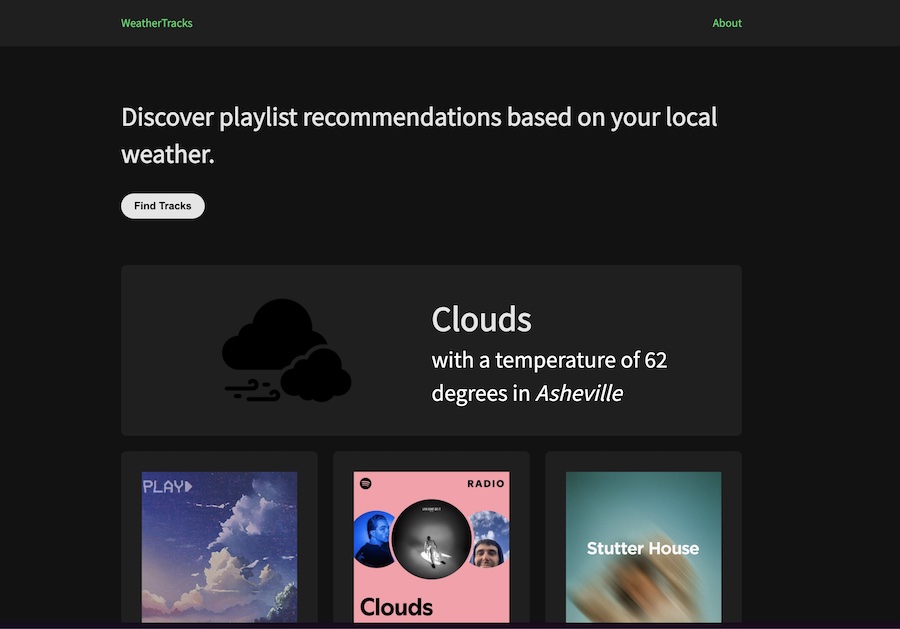 WeatherTracks
About
Discover playlist recommendations based on your local
weather.
Find Tracks
Clouds
with a temperature of 62
degrees in Asheville
PLAY
RADIO
Clouds
Stutter House